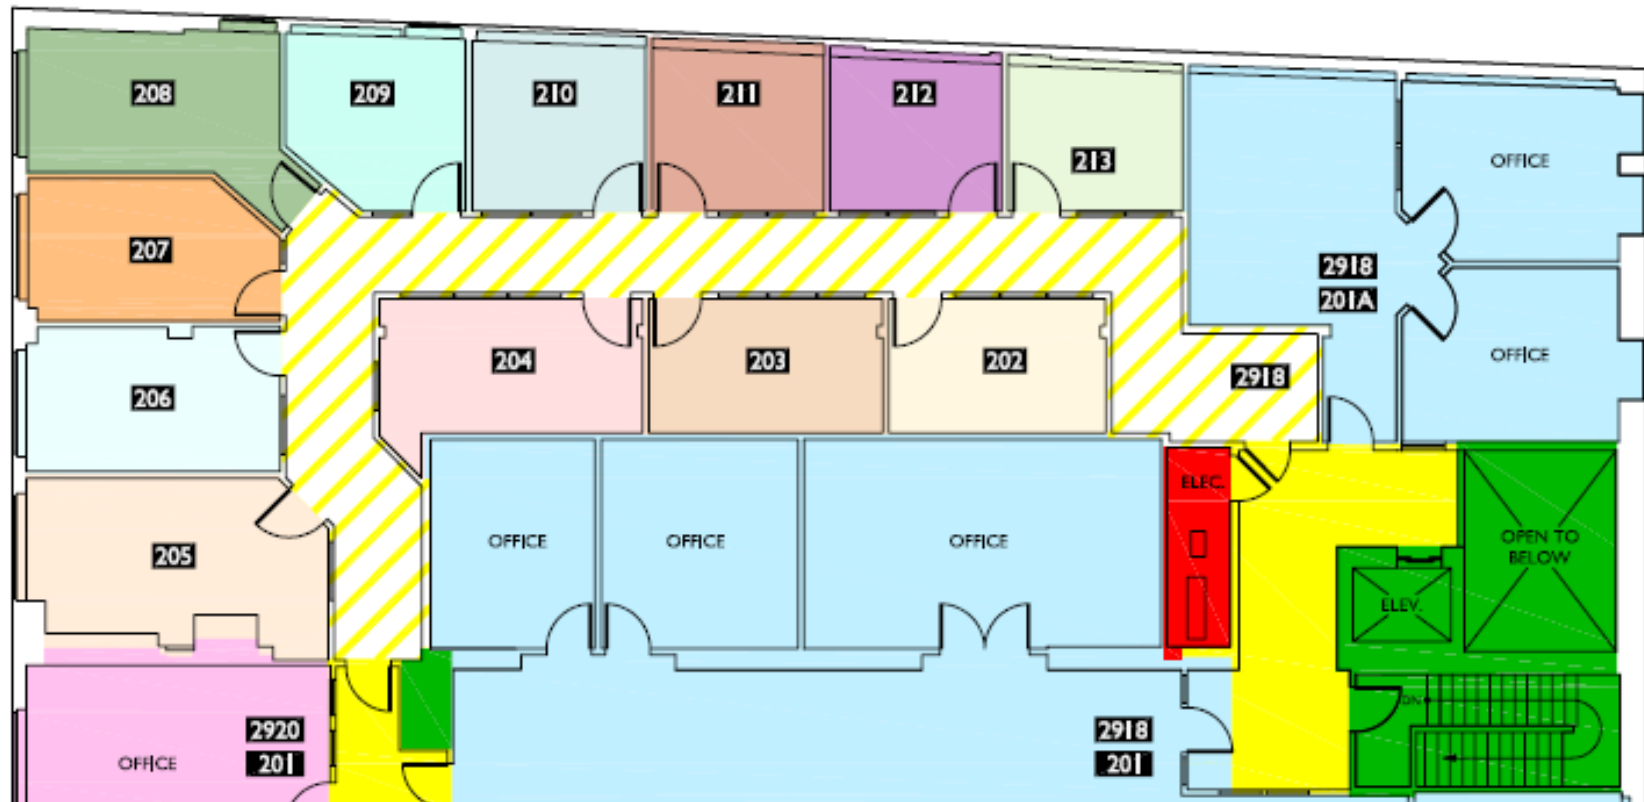 208
209
210
211
212
213
OFFICE
207
2918
201A
OFFICE
206
204
203
202
2918
ELEC.
205
OFFICE
OFFICE
OFFICE
OPEN TO
BELOW
ELEV.
DN
2920
201
OFFICE
2918
201